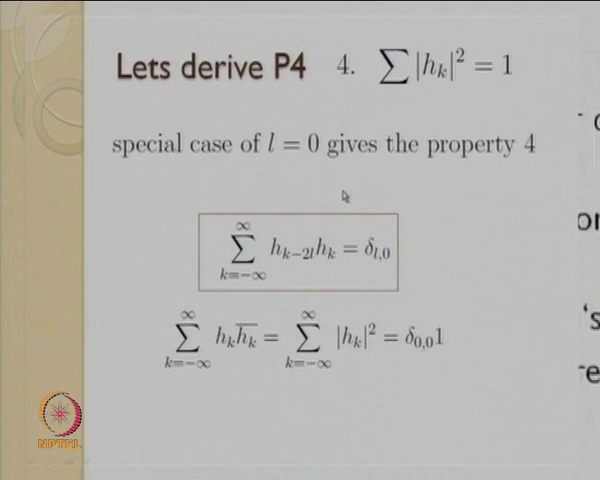 Lets derive P4 4. ∑ |h_k|^2 = 1
special case of l = 0 gives the property 4
∑_{k=-∞}^{∞} h_{k-2l} h_k = δ_{l,0}
∑_{k=-∞}^{∞} h_k \overline{h_k} = ∑_{k=-∞}^{∞} |h_k|^2 = δ_{0,0}1
NPTEL